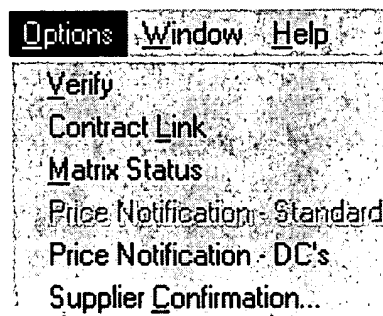 Options Window Help
Verify
Contract Link
Matrix Status
Price Notification - Standard
Price Notification - DC's
Supplier Confirmation...